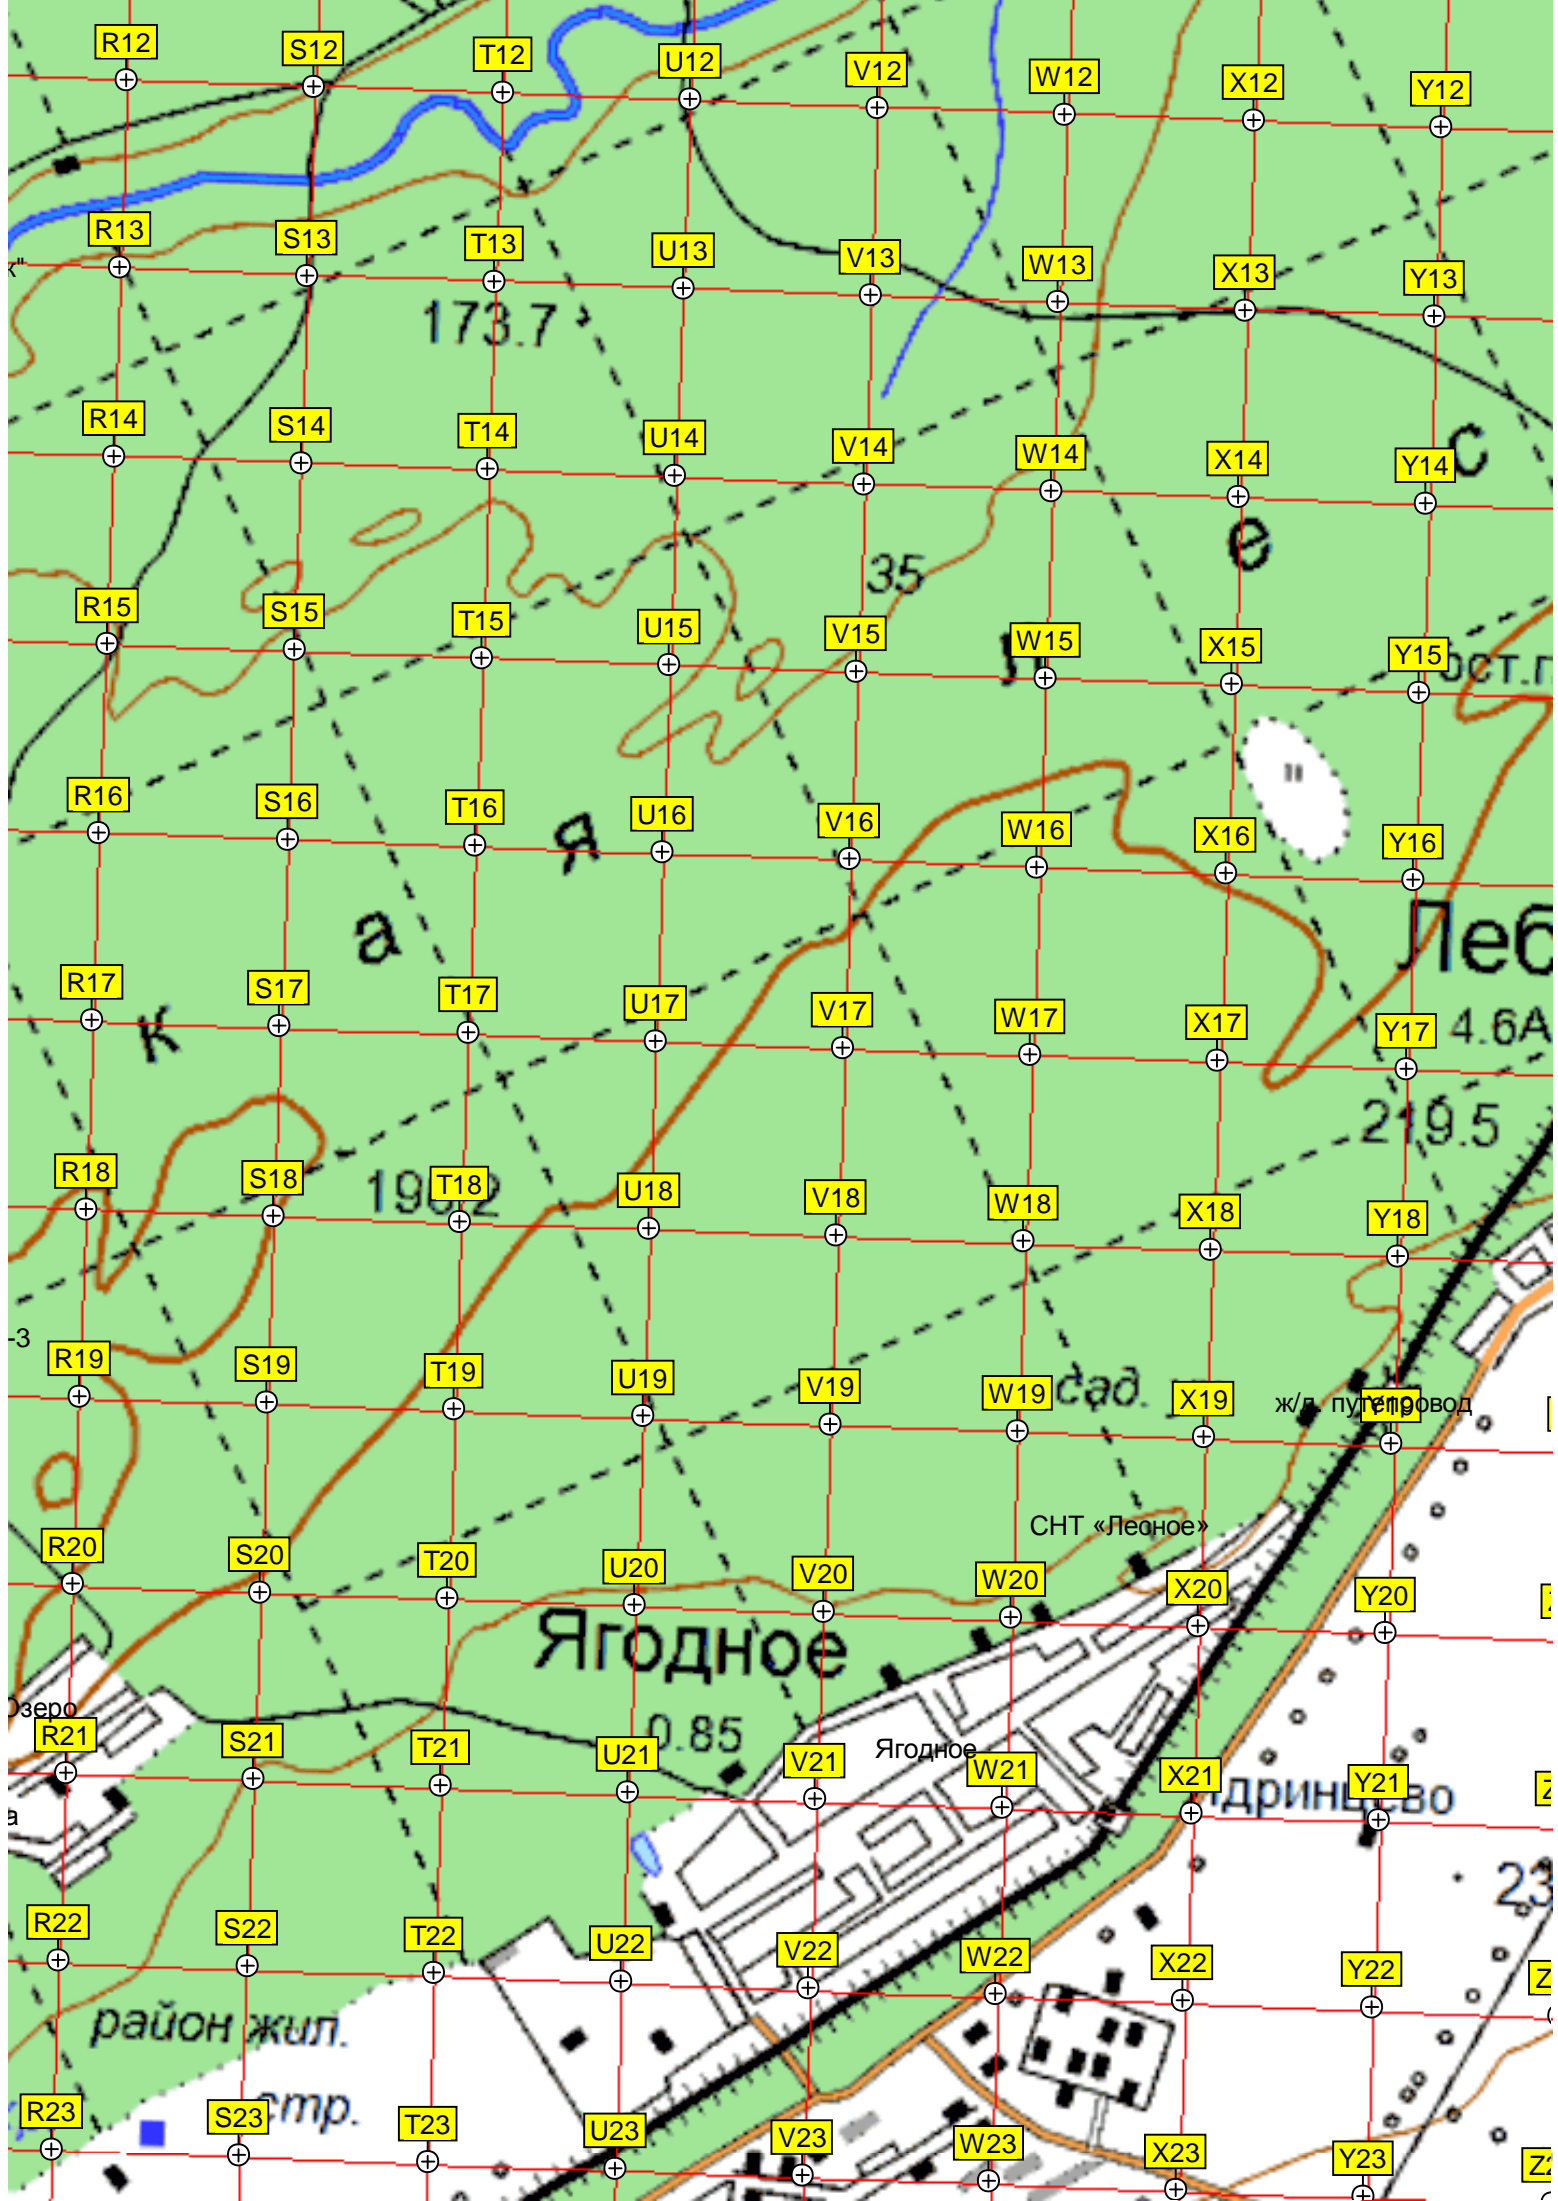 R12 S12 T12 U12 V12 W12 X12 Y12
R13 S13 T13 U13 V13 W13 X13 Y13
к"
173.7
R14 S14 T14 U14 V14 W14 X14 Y14
с
е
35
R15 S15 T15 U15 V15 W15 X15 Y15
л
ост.п
R16 S16 T16 U16 V16 W16 X16 Y16
я
а
Леб
R17 S17 T17 U17 V17 W17 X17 Y17
к
4.6А
219.5
R18 S18 T18 U18 V18 W18 X18 Y18
-3
R19 S19 T19 U19 V19 W19 X19 Y19
сад.
ж/д путепровод
СНТ «Лесное»
R20 S20 T20 U20 V20 W20 X20 Y20
Ягодное
0.85
Озеро
Ягодное
R21 S21 T21 U21 V21 W21 X21 Y21
а
23
R22 S22 T22 U22 V22 W22 X22 Y22
район жил.
стр.
R23 S23 T23 U23 V23 W23 X23 Y23